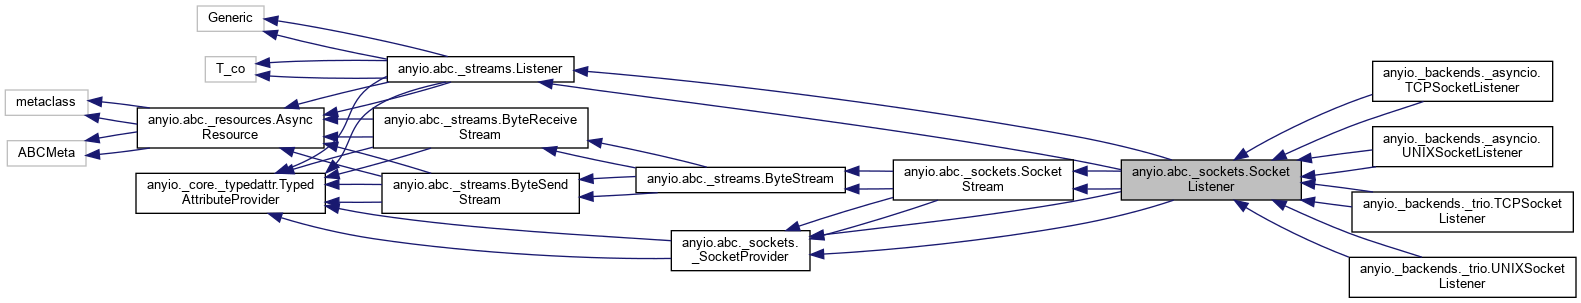 Generic
T_co
metaclass
ABCMeta
anyio.abc._resources.Async
Resource
anyio._core._typedattr.Typed
AttributeProvider
anyio.abc._streams.Listener
anyio.abc._streams.ByteReceive
Stream
anyio.abc._streams.ByteSend
Stream
anyio.abc._streams.ByteStream
anyio.abc._sockets.
_SocketProvider
anyio.abc._sockets.Socket
Stream
anyio.abc._sockets.Socket
Listener
anyio._backends._asyncio.
TCPSocketListener
anyio._backends._asyncio.
UNIXSocketListener
anyio._backends._trio.TCPSocket
Listener
anyio._backends._trio.UNIXSocket
Listener